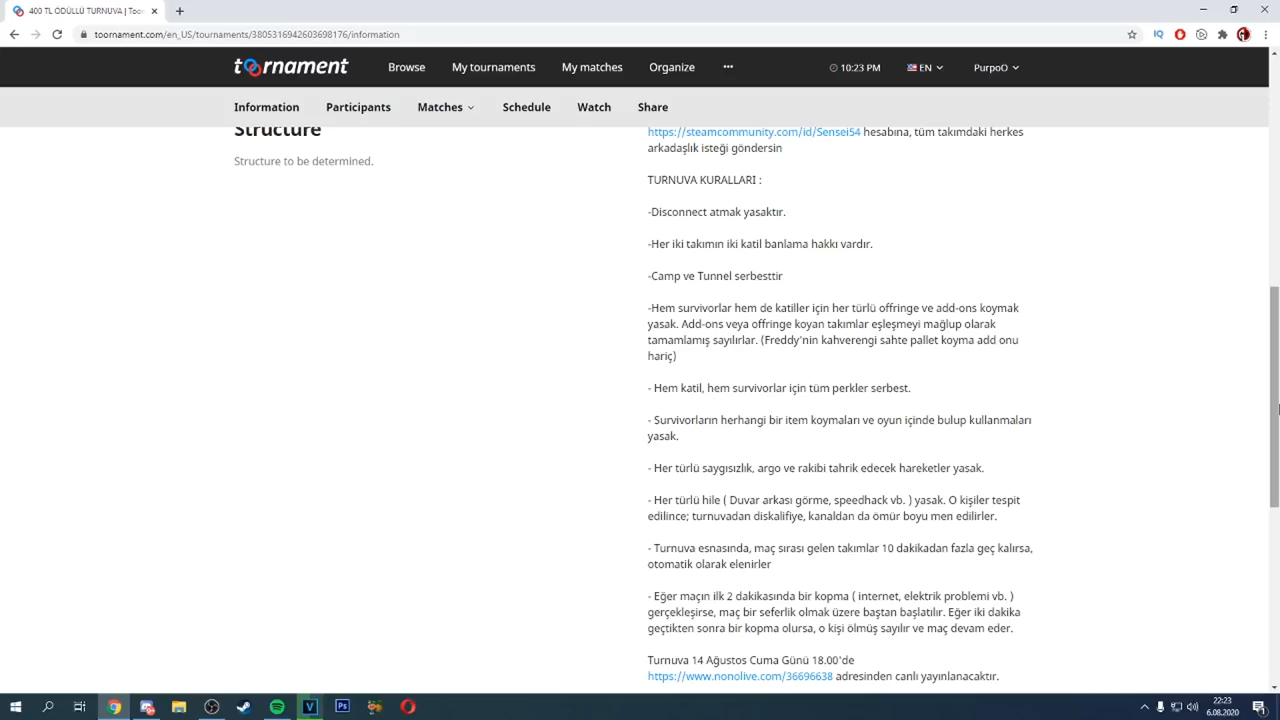 400 TL ÖDÜLLÜ TURNUVA | Toor
toornament.com/en_US/tournaments/3805316942603698176/information
toornament
Browse
My tournaments
My matches
Organize
10:23 PM
EN
PurpoO
Information
Participants
Matches
Schedule
Watch
Share
Structure
Structure to be determined.
https://steamcommunity.com/id/Sensei54 hesabına, tüm takımdaki herkes
arkadaşlık isteği göndersin
TURNUVA KURALLARI :
-Disconnect atmak yasaktır.
-Her iki takımın iki katil banlama hakkı vardır.
-Camp ve Tunnel serbesttir
-Hem survivorlar hem de katiller için her türlü offringe ve add-ons koymak
yasak. Add-ons veya offringe koyan takımlar eşleşmeyi mağlup olarak
tamamlamış sayılırlar. (Freddy'nin kahverengi sahte pallet koyma add onu
hariç)
- Hem katil, hem survivorlar için tüm perkler serbest.
- Survivorların herhangi bir item koymaları ve oyun içinde bulup kullanmaları
yasak.
- Her türlü saygısızlık, argo ve rakibi tahrik edecek hareketler yasak.
- Her türlü hile ( Duvar arkası görme, speedhack vb. ) yasak. O kişiler tespit
edilince; turnuvadan diskalifiye, kanaldan da ömür boyu men edilirler.
- Turnuva esnasında, maç sırası gelen takımlar 10 dakikadan fazla geç kalırsa,
otomatik olarak elenirler
- Eğer maçın ilk 2 dakikasında bir kopma ( internet, elektrik problemi vb. )
gerçekleşirse, maç bir seferlik olmak üzere baştan başlatılır. Eğer iki dakika
geçtikten sonra bir kopma olursa, o kişi ölmüş sayılır ve maç devam eder.
Turnuva 14 Ağustos Cuma Günü 18.00'de
https://www.nonolive.com/36696638 adresinden canlı yayınlanacaktır.
22:23
6.08.2020